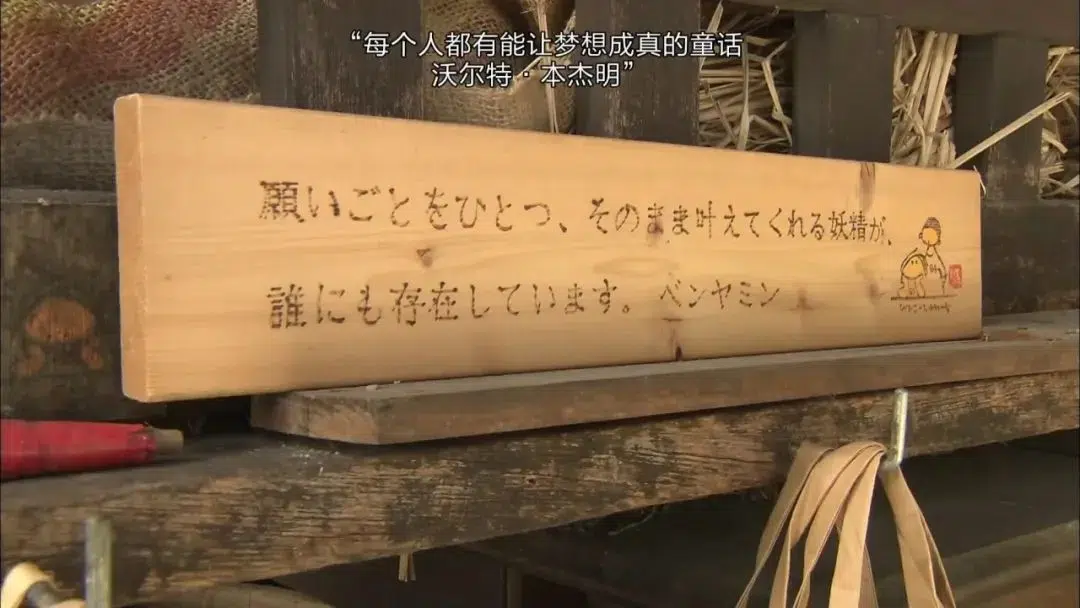 “每个人都有能让梦想成真的童话
沃尔特·本杰明”
願いごとをひとつ、そのまま叶えてくれる妖精が、
誰にも存在しています。 ベンヤミン